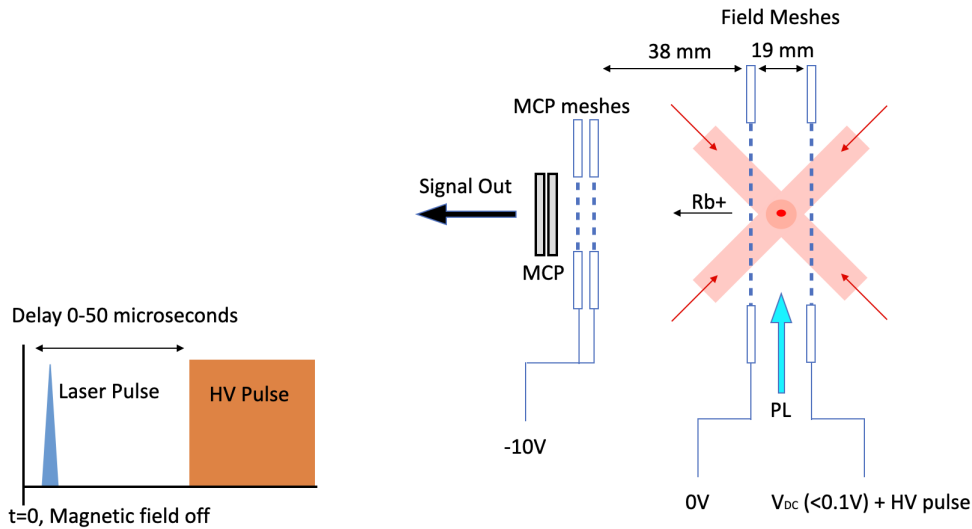 Field Meshes
38 mm
19 mm
MCP meshes
Signal Out
Rb+
MCP
Delay 0-50 microseconds
Laser Pulse
HV Pulse
PL
-10V
0V
VDC (<0.1V) + HV pulse
t=0, Magnetic field off